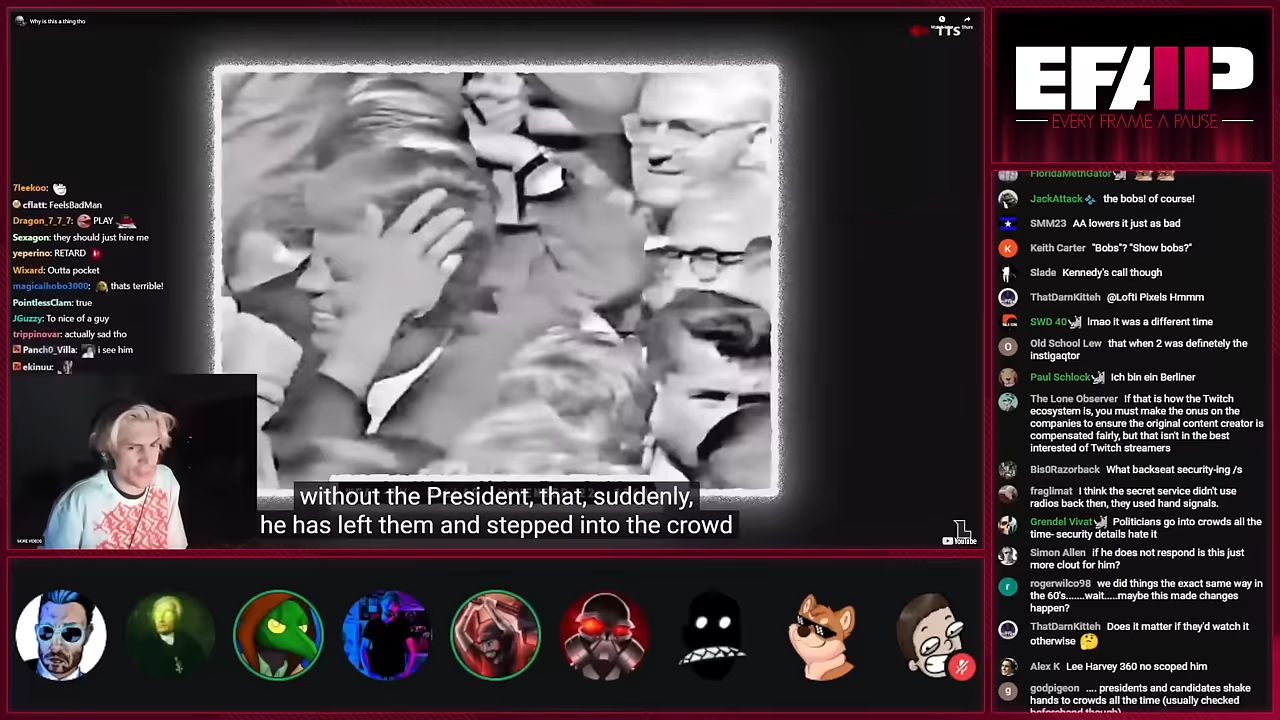 Why is this a thing tho
Share
TTS
7leekoo:
cflatt: FeelsBadMan
Dragon_7_7_7: PLAY
Sexagon: they should just hire me
yeperino: RETARD
Wixard: Outta pocket
magicalhobo3000: thats terrible!
PointlessClam: true
JGuzzy: To nice of a guy
trippinovar: actually sad tho
Panch0_Villa: i see him
ekinuu:
without the President, that, suddenly,
he has left them and stepped into the crowd
MORE VIDEOS
YouTube
EFAP
EVERY FRAME A PAUSE
FloridaMethGator
JackAttack the bobs! of course!
SMM23 AA lowers it just as bad
Keith Carter "Bobs"? "Show bobs?"
Slade Kennedy's call though
ThatDarnKitteh @Lofti Pixels Hmmm
SWD 40 lmao it was a different time
Old School Lew that when 2 was definetely the
instigaqtor
Paul Schlock Ich bin ein Berliner
The Lone Observer If that is how the Twitch
ecosystem is, you must make the onus on the
companies to ensure the original content creator is
compensated fairly, but that isn't in the best
interested of Twitch streamers
Bis0Razorback What backseat security-ing /s
fraglimat I think the secret service didn't use
radios back then, they used hand signals.
Grendel Vivat Politicians go into crowds all the
time- security details hate it
Simon Allen if he does not respond is this just
more clout for him?
rogerwilco98 we did things the exact same way in
the 60's.......wait.....maybe this made changes
happen?
ThatDarnKitteh Does it matter if they'd watch it
otherwise
Alex K Lee Harvey 360 no scoped him
godpigeon .... presidents and candidates shake
hands to crowds all the time (usually checked
beforehand though)